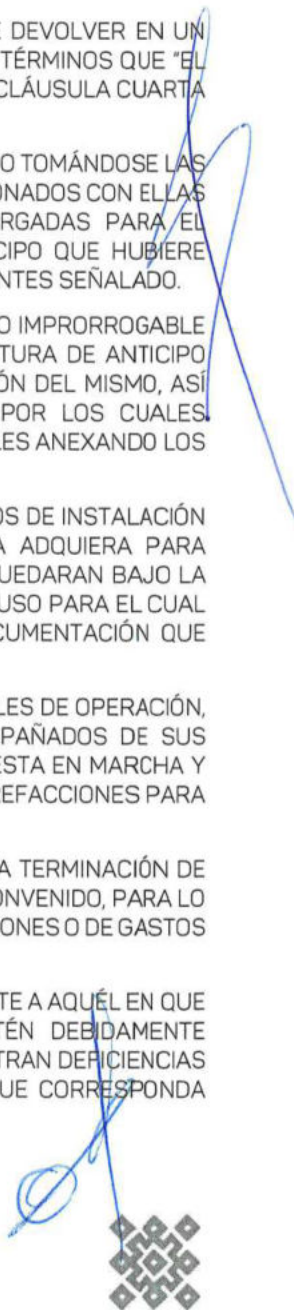 E DEVOLVER EN UN
TÉRMINOS QUE "EL
CLÁUSULA CUARTA
O TOMÁNDOSE LAS
ONADOS CON ELLAS
RGADAS PARA EL
CIPO QUE HUBIERE
NTES SEÑALADO.
O IMPRORROGABLE
TURA DE ANTICIPO
ÓN DEL MISMO, ASÍ
POR LOS CUALES
LES ANEXANDO LOS
OS DE INSTALACIÓN
A ADQUIERA PARA
UEDARAN BAJO LA
USO PARA EL CUAL
CUMENTACIÓN QUE
LES DE OPERACIÓN,
PAÑADOS DE SUS
ESTA EN MARCHA Y
REFACCIONES PARA
A TERMINACIÓN DE
ONVENIDO, PARA LO
IONES O DE GASTOS
TE A AQUÉL EN QUE
TÉN DEBIDAMENTE
TRAN DEFICIENCIAS
UE CORRESPONDA